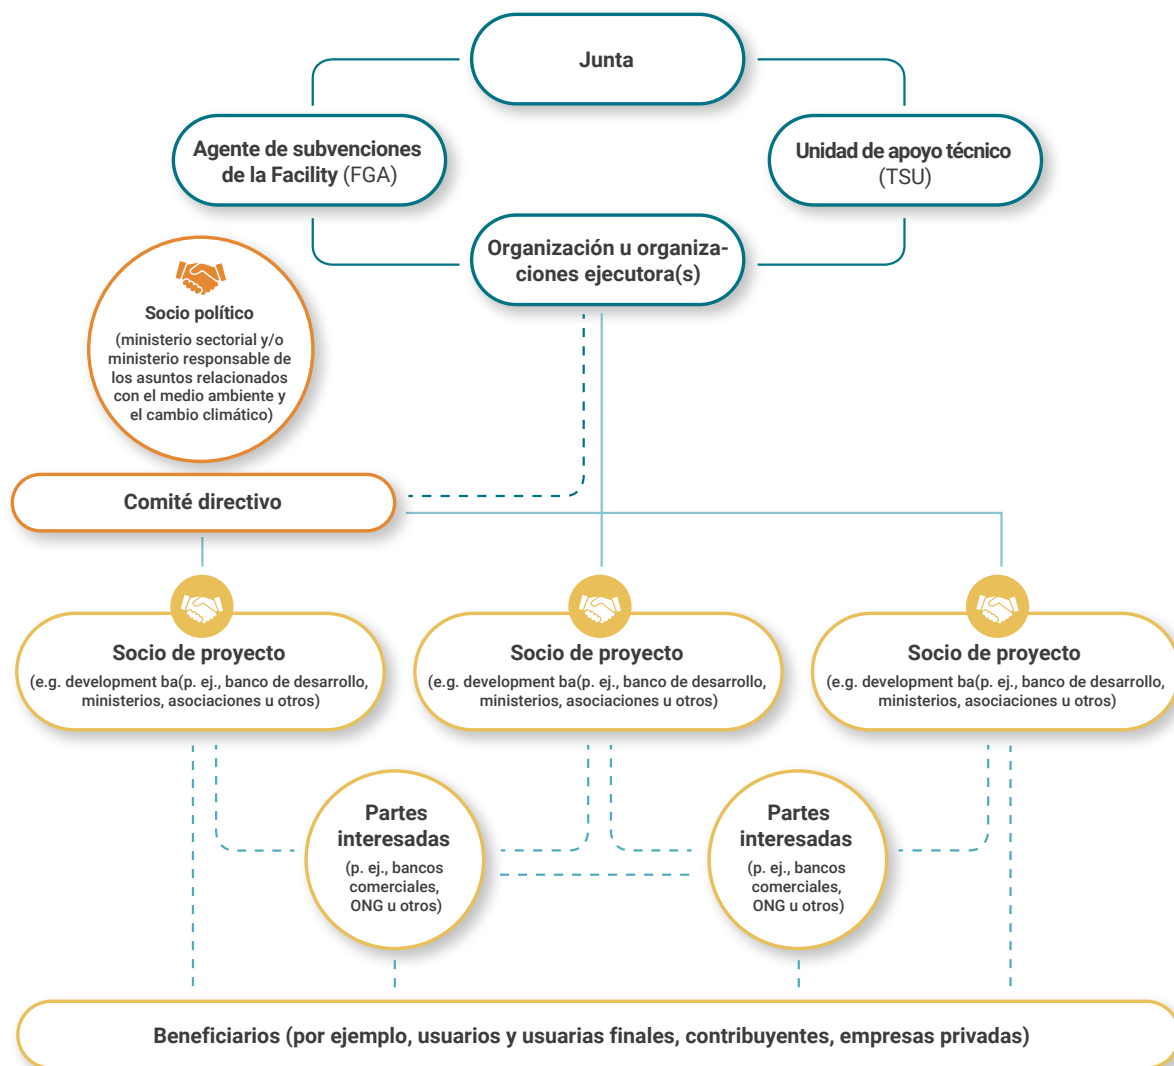 Junta
Agente de subvenciones
de la Facility (FGA)
Unidad de apoyo técnico
(TSU)
Organización u organiza-
ciones ejecutora(s)
Socio político
(ministerio sectorial y/o
ministerio responsable de
los asuntos relacionados
con el medio ambiente y
el cambio climático)
Comité directivo
Socio de proyecto
(e.g. development ba(p. ej., banco de desarrollo,
ministerios, asociaciones u otros)
Socio de proyecto
(e.g. development ba(p. ej., banco de desarrollo,
ministerios, asociaciones u otros)
Socio de proyecto
(e.g. development ba(p. ej., banco de desarrollo,
ministerios, asociaciones u otros)
Partes
interesadas
(p. ej., bancos
comerciales,
ONG u otros)
Partes
interesadas
(p. ej., bancos
comerciales,
ONG u otros)
Beneficiarios (por ejemplo, usuarios y usuarias finales, contribuyentes, empresas privadas)